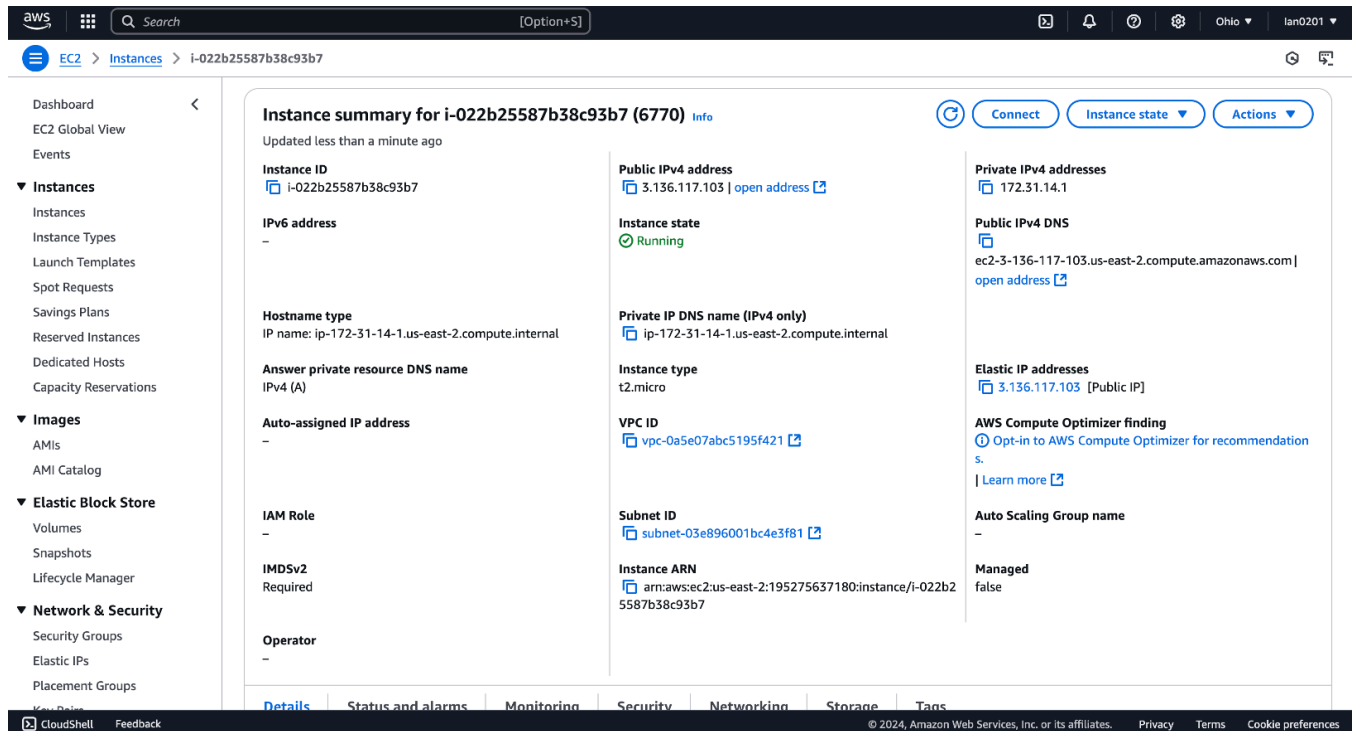 aws
Search [Option+S]
Ohio ▼
lan0201 ▼
EC2 > Instances > i-022b25587b38c93b7
Dashboard
EC2 Global View
Events
▼ Instances
Instances
Instance Types
Launch Templates
Spot Requests
Savings Plans
Reserved Instances
Dedicated Hosts
Capacity Reservations
▼ Images
AMIs
AMI Catalog
▼ Elastic Block Store
Volumes
Snapshots
Lifecycle Manager
▼ Network & Security
Security Groups
Elastic IPs
Placement Groups
Key Pairs
Instance summary for i-022b25587b38c93b7 (6770) Info
Updated less than a minute ago
Connect
Instance state ▼
Actions ▼
Instance ID
i-022b25587b38c93b7
Public IPv4 address
3.136.117.103 | open address
Private IPv4 addresses
172.31.14.1
IPv6 address
–
Instance state
Running
Public IPv4 DNS
ec2-3-136-117-103.us-east-2.compute.amazonaws.com |
open address
Hostname type
IP name: ip-172-31-14-1.us-east-2.compute.internal
Private IP DNS name (IPv4 only)
ip-172-31-14-1.us-east-2.compute.internal
Answer private resource DNS name
IPv4 (A)
Instance type
t2.micro
Elastic IP addresses
3.136.117.103 [Public IP]
Auto-assigned IP address
–
VPC ID
vpc-0a5e07abc5195f421
AWS Compute Optimizer finding
Opt-in to AWS Compute Optimizer for recommendation
s.
| Learn more
IAM Role
–
Subnet ID
subnet-03e896001bc4e3f81
Auto Scaling Group name
–
IMDSv2
Required
Instance ARN
arn:aws:ec2:us-east-2:195275637180:instance/i-022b2
5587b38c93b7
Managed
false
Operator
–
Details
Status and alarms
Monitoring
Security
Networking
Storage
Tags
CloudShell
Feedback
© 2024, Amazon Web Services, Inc. or its affiliates.
Privacy
Terms
Cookie preferences